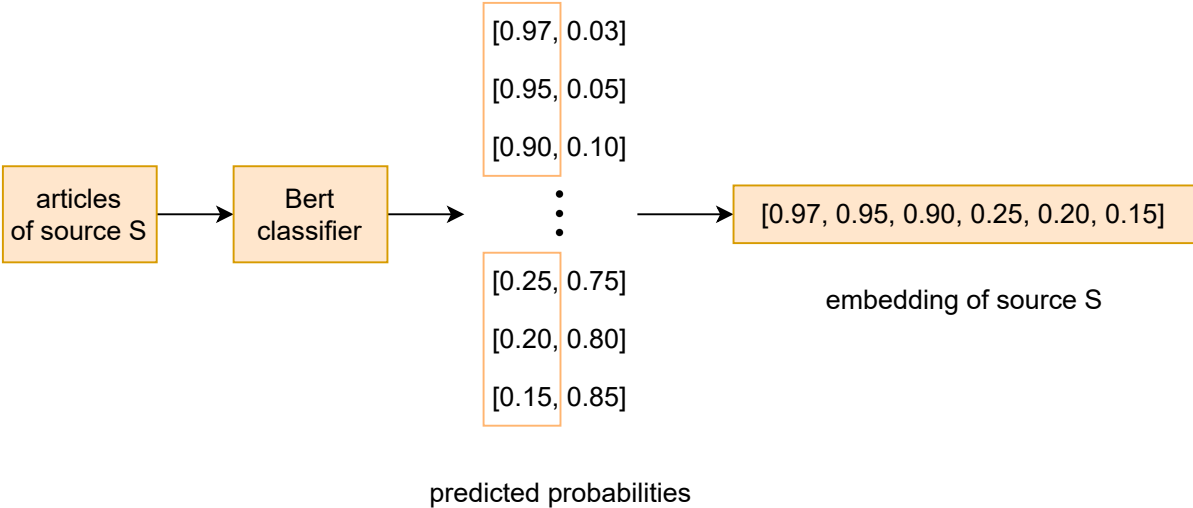 articles
of source S
Bert
classifier
[0.97, 0.03]
[0.95, 0.05]
[0.90, 0.10]
[0.25, 0.75]
[0.20, 0.80]
[0.15, 0.85]
predicted probabilities
[0.97, 0.95, 0.90, 0.25, 0.20, 0.15]
embedding of source S